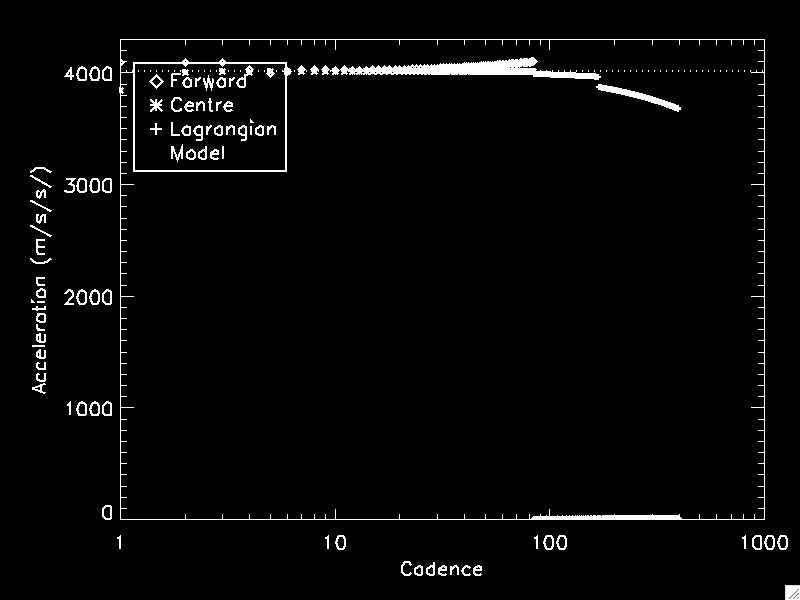 4000
3000
2000
1000
0
Acceleration (m/s/s/)
Forward
Centre
Lagrangian
Model
1 10 100 1000
Cadence